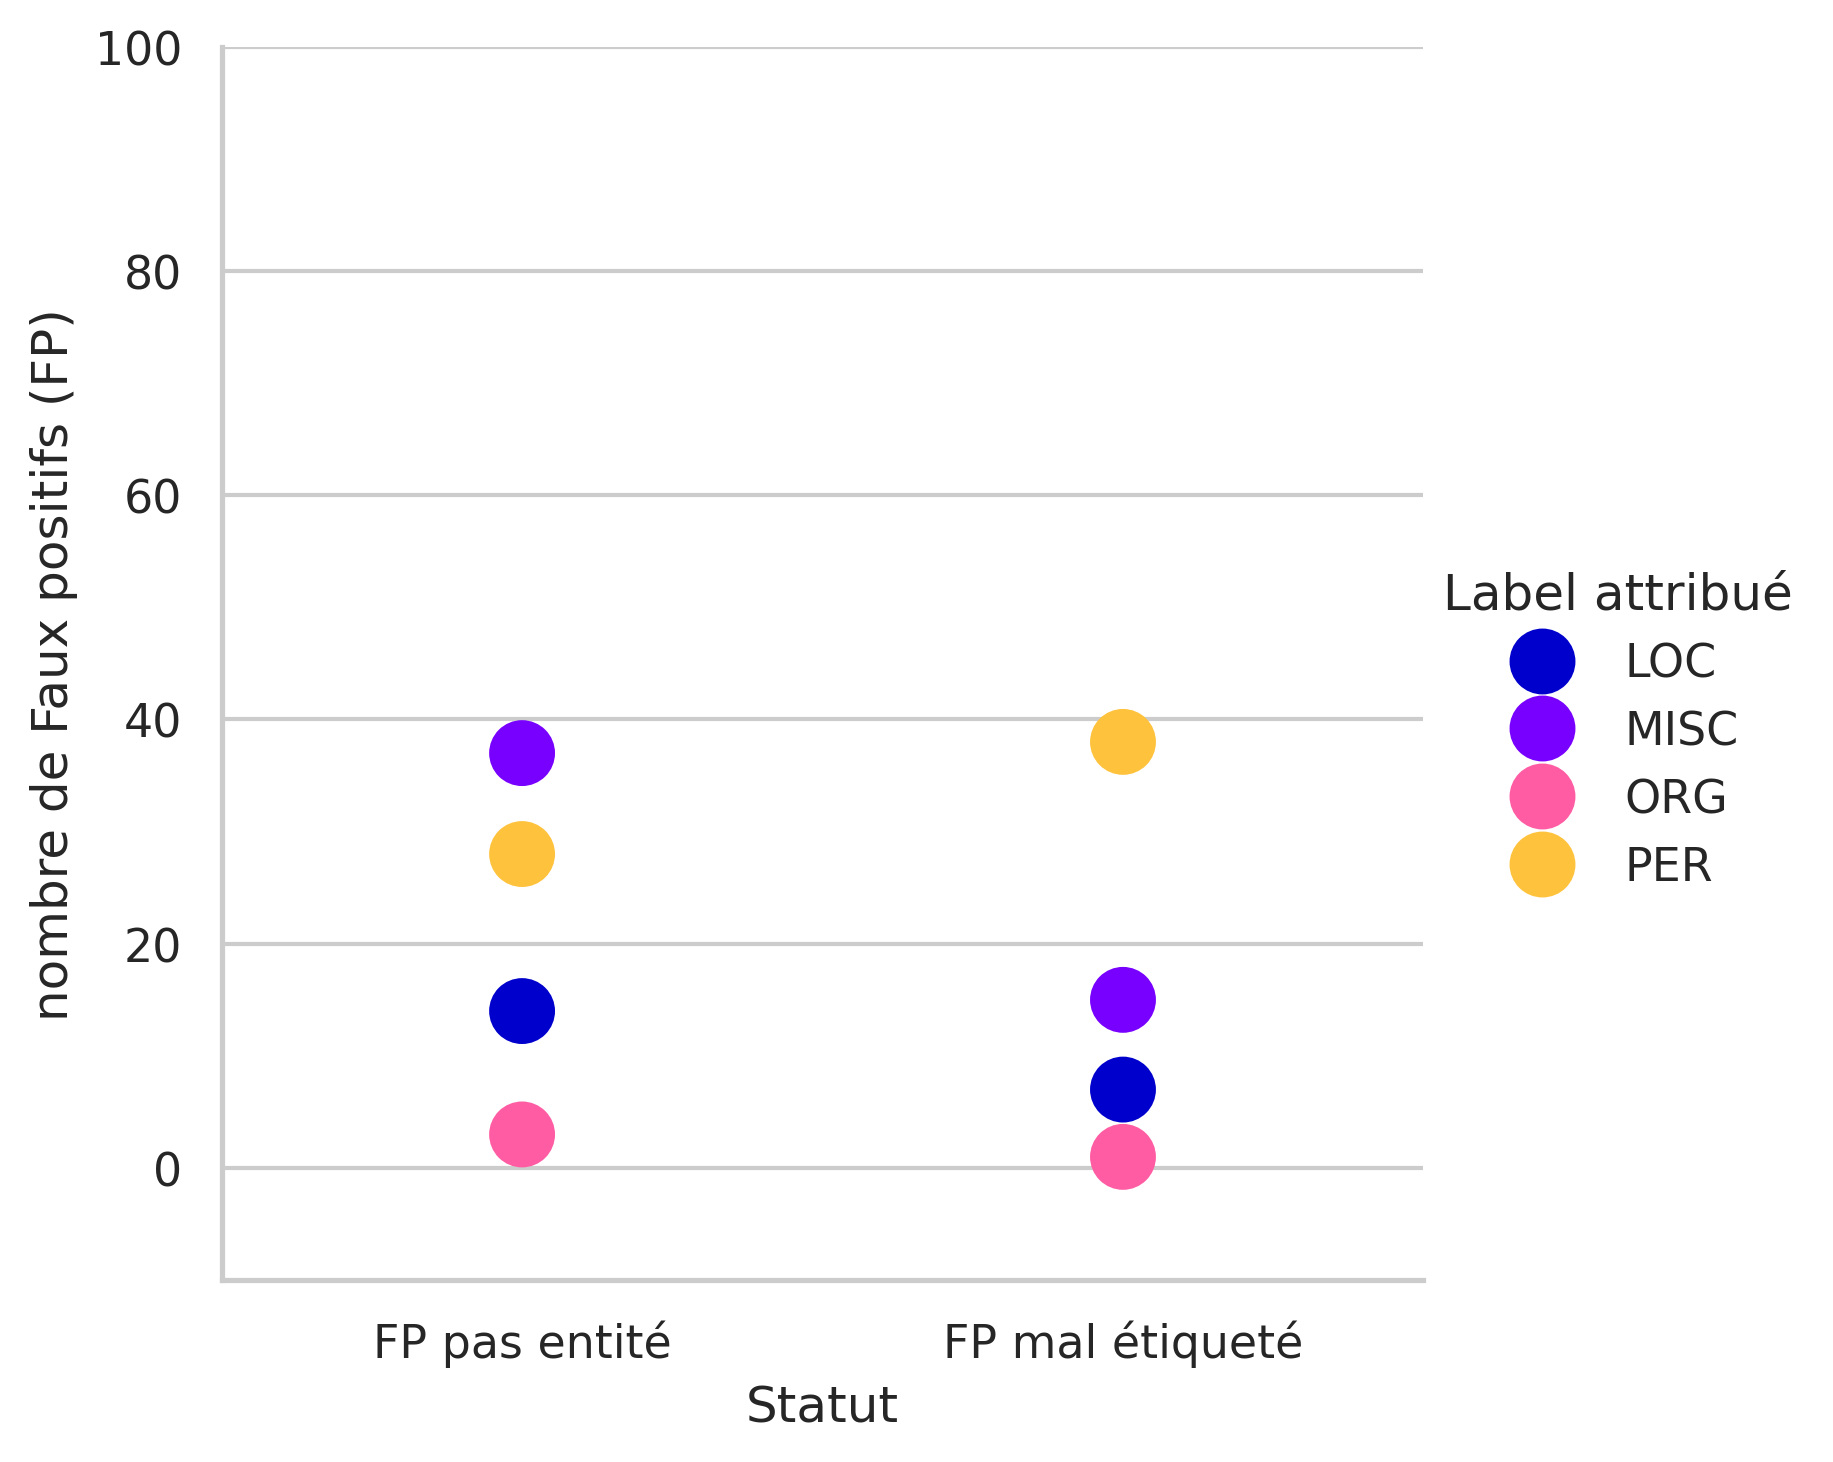 100
80
60
40
20
0
nombre de Faux positifs (FP)
FP pas entité
FP mal étiqueté
Statut
Label attribué
LOC
MISC
ORG
PER